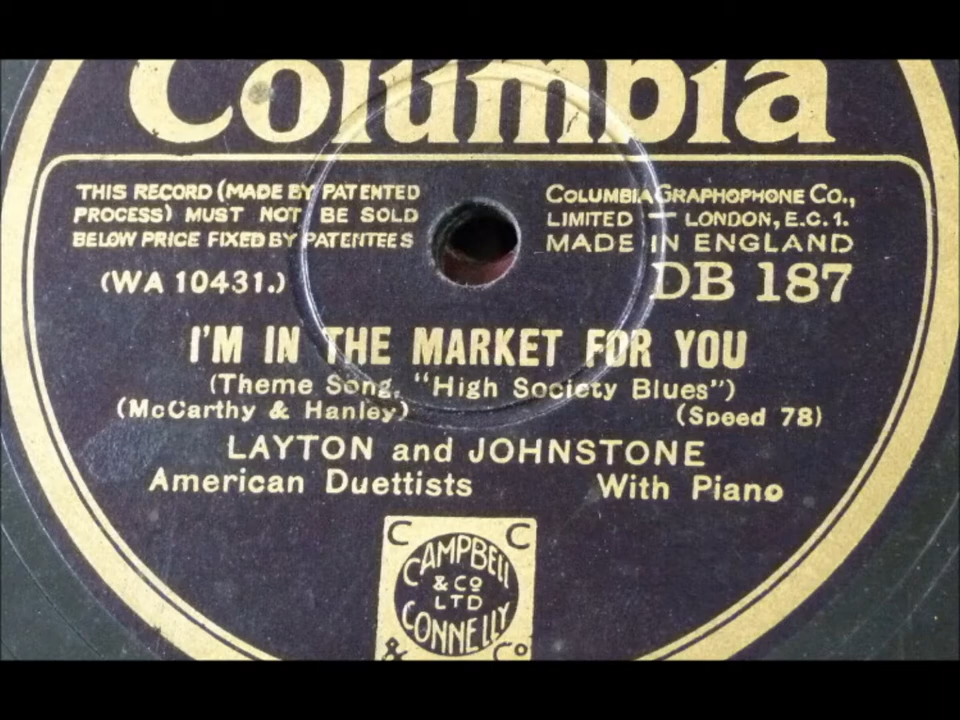 Columbia
THIS RECORD (MADE BY PATENTED
PROCESS) MUST NOT BE SOLD
BELOW PRICE FIXED BY PATENTEES
COLUMBIA GRAPHOPHONE CO.,
LIMITED — LONDON, E.C.1.
MADE IN ENGLAND
(WA 10431.)
DB 187
I'M IN THE MARKET FOR YOU
(Theme Song, "High Society Blues")
(McCarthy & Hanley) (Speed 78)
LAYTON and JOHNSTONE
American Duettists With Piano
C C
CAMPBELL
& CO
LTD
CONNELLY
& Co